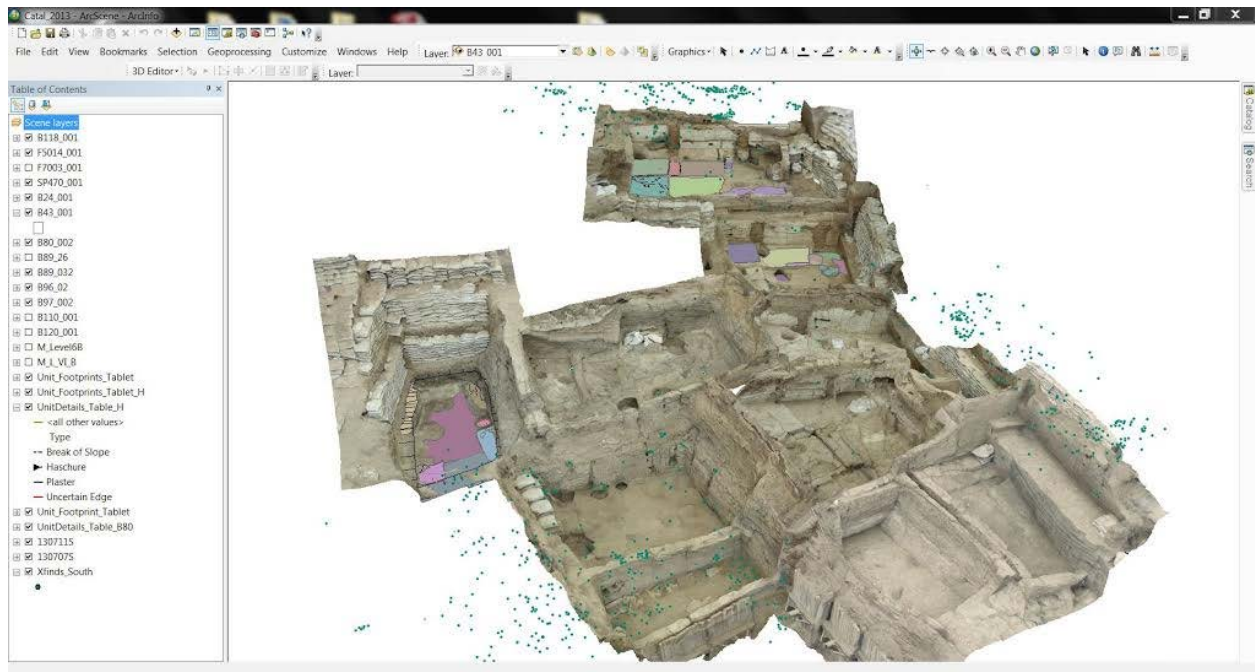 Catal_2013 - ArcScene - ArcInfo
File Edit View Bookmarks Selection Geoprocessing Customize Windows Help Layer: B43_001 Graphics
3D Editor Layer:
Table of Contents
Scene layers
B118_001
F5014_001
F7003_001
SP470_001
B24_001
B43_001
B80_002
B89_26
B89_032
B96_02
B97_002
B110_001
B120_001
M_Level6B
M_L_VI_B
Unit_Footprints_Tablet
Unit_Footprints_Tablet_H
UnitDetails_Table_H
<all other values>
Type
Break of Slope
Haschure
Plaster
Uncertain Edge
Unit_Footprint_Tablet
UnitDetails_Table_B80
130711S
130707S
Xfinds_South
Catalog
Search